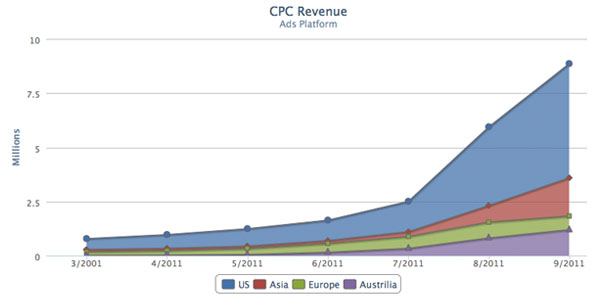 CPC Revenue
Ads Platform
10
7.5
5
2.5
0
Millions
3/2001 4/2011 5/2011 6/2011 7/2011 8/2011 9/2011
US Asia Europe Austrilia